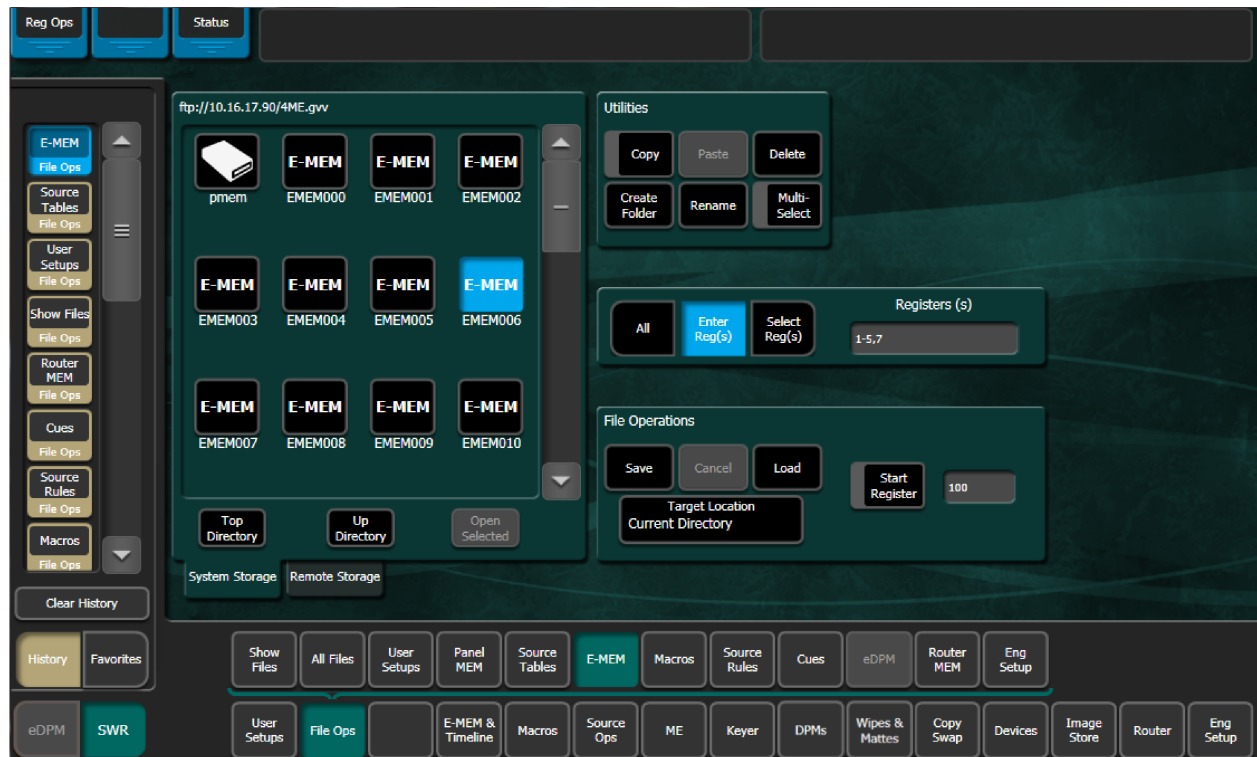 Reg Ops
Status
ftp://10.16.17.90/4ME.gvv
Utilities
E-MEM
File Ops
Source
Tables
File Ops
User
Setups
File Ops
Show Files
File Ops
Router
MEM
File Ops
Cues
File Ops
Source
Rules
File Ops
Macros
File Ops
Clear History
History
Favorites
eDPM
SWR
E-MEM E-MEM E-MEM
pmem EMEM000 EMEM001 EMEM002
E-MEM E-MEM E-MEM E-MEM
EMEM003 EMEM004 EMEM005 EMEM006
E-MEM E-MEM E-MEM E-MEM
EMEM007 EMEM008 EMEM009 EMEM010
Top
Directory
Up
Directory
Open
Selected
System Storage
Remote Storage
Copy
Paste
Delete
Create
Folder
Rename
Multi-
Select
All
Enter
Reg(s)
Select
Reg(s)
Registers (s)
1-5,7
File Operations
Save
Cancel
Load
Start
Register
100
Target Location
Current Directory
Show
Files
All Files
User
Setups
Panel
MEM
Source
Tables
E-MEM
Macros
Source
Rules
Cues
eDPM
Router
MEM
Eng
Setup
User
Setups
File Ops
E-MEM &
Timeline
Macros
Source
Ops
ME
Keyer
DPMs
Wipes &
Mattes
Copy
Swap
Devices
Image
Store
Router
Eng
Setup